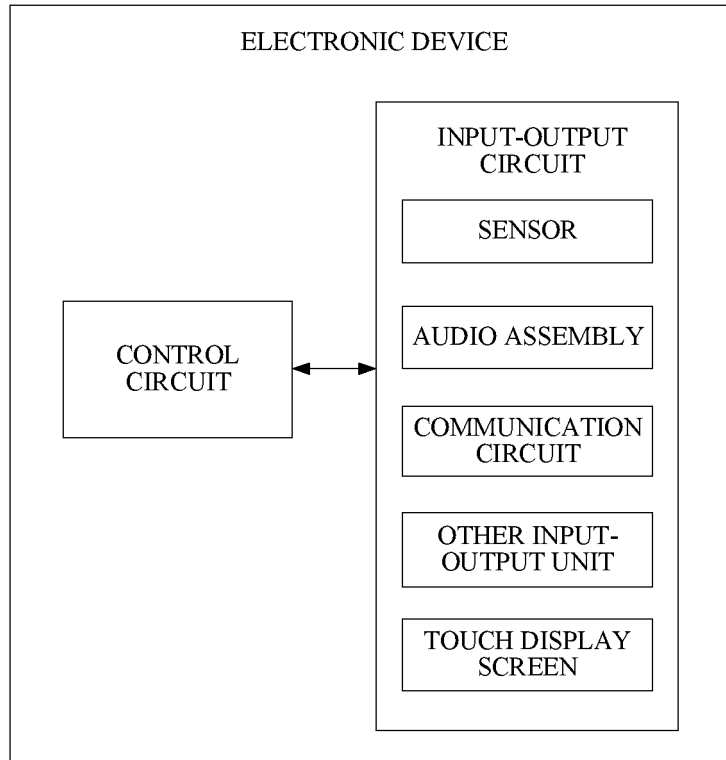 ELECTRONIC DEVICE
INPUT-OUTPUT
CIRCUIT
SENSOR
AUDIO ASSEMBLY
CONTROL
CIRCUIT
COMMUNICATION
CIRCUIT
OTHER INPUT-
OUTPUT UNIT
TOUCH DISPLAY
SCREEN